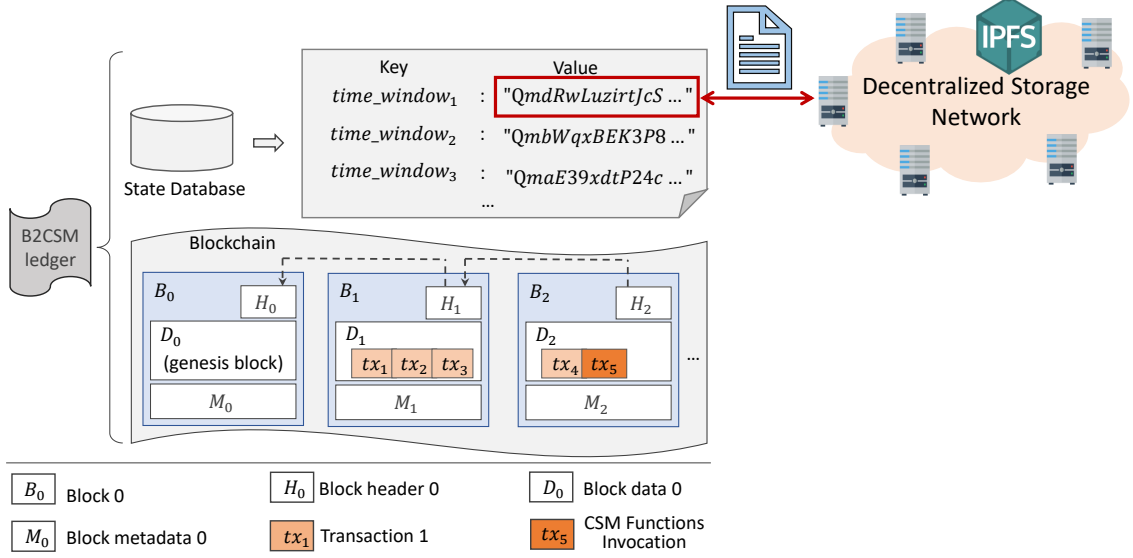 Key Value
time_window₁ : "QmdRwLuzirtJcS ..."
time_window₂ : "QmbWqxBEK3P8 ..."
time_window₃ : "QmaE39xdtP24c ..."
...
IPFS
Decentralized Storage
Network
State Database
B2CSM
ledger
Blockchain
B₀ H₀ B₁ H₁ B₂ H₂
D₀ D₁ D₂
(genesis block) tx₁ tx₂ tx₃ tx₄ tx₅ ...
M₀ M₁ M₂
B₀ Block 0 H₀ Block header 0 D₀ Block data 0
M₀ Block metadata 0 tx₁ Transaction 1 tx₅ CSM Functions
Invocation